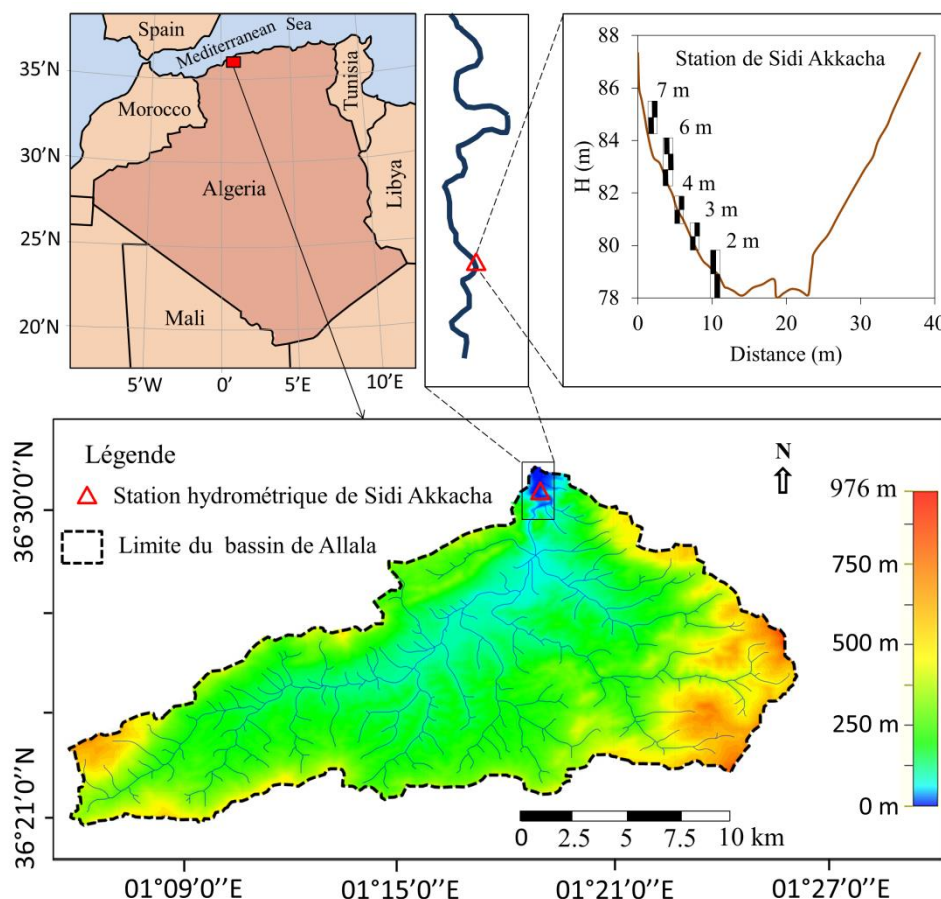 Spain
Mediterranean Sea
35’N
Morocco
Tunisia
30’N
Algeria
Libya
25’N
Mali
20’N
5’W
0’
5’E
10’E
88
Station de Sidi Akkacha
86
7 m
84
6 m
H (m)
82
4 m
3 m
80
2 m
78
0
10
20
30
40
Distance (m)
Légende
N
Station hydrométrique de Sidi Akkacha
Limite du bassin de Allala
36°30’0’’N
36°21’0’’N
976 m
750 m
500 m
250 m
0 m
0 2.5 5 7.5 10 km
01°09’0’’E
01°15’0’’E
01°21’0’’E
01°27’0’’E